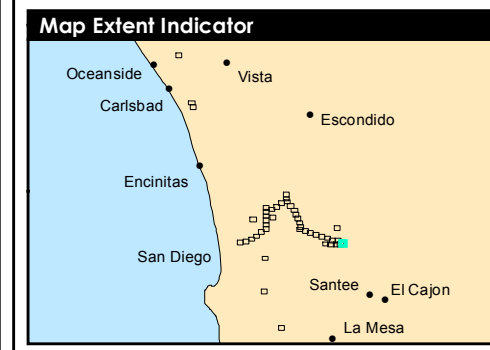 Map Extent Indicator
Oceanside
Vista
Carlsbad
Escondido
Encinitas
San Diego
Santee
El Cajon
La Mesa